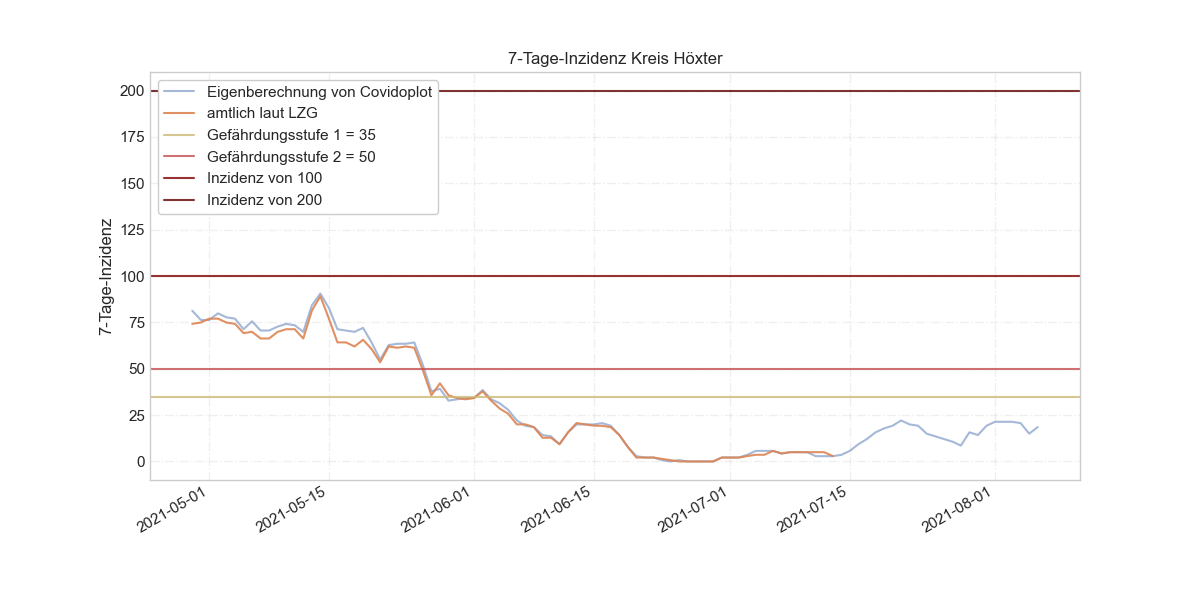 7-Tage-Inzidenz Kreis Höxter
7-Tage-Inzidenz
200
175
150
125
100
75
50
25
0
Eigenberechnung von Covidoplot
amtlich laut LZG
Gefährdungsstufe 1 = 35
Gefährdungsstufe 2 = 50
Inzidenz von 100
Inzidenz von 200
2021-05-01
2021-05-15
2021-06-01
2021-06-15
2021-07-01
2021-07-15
2021-08-01